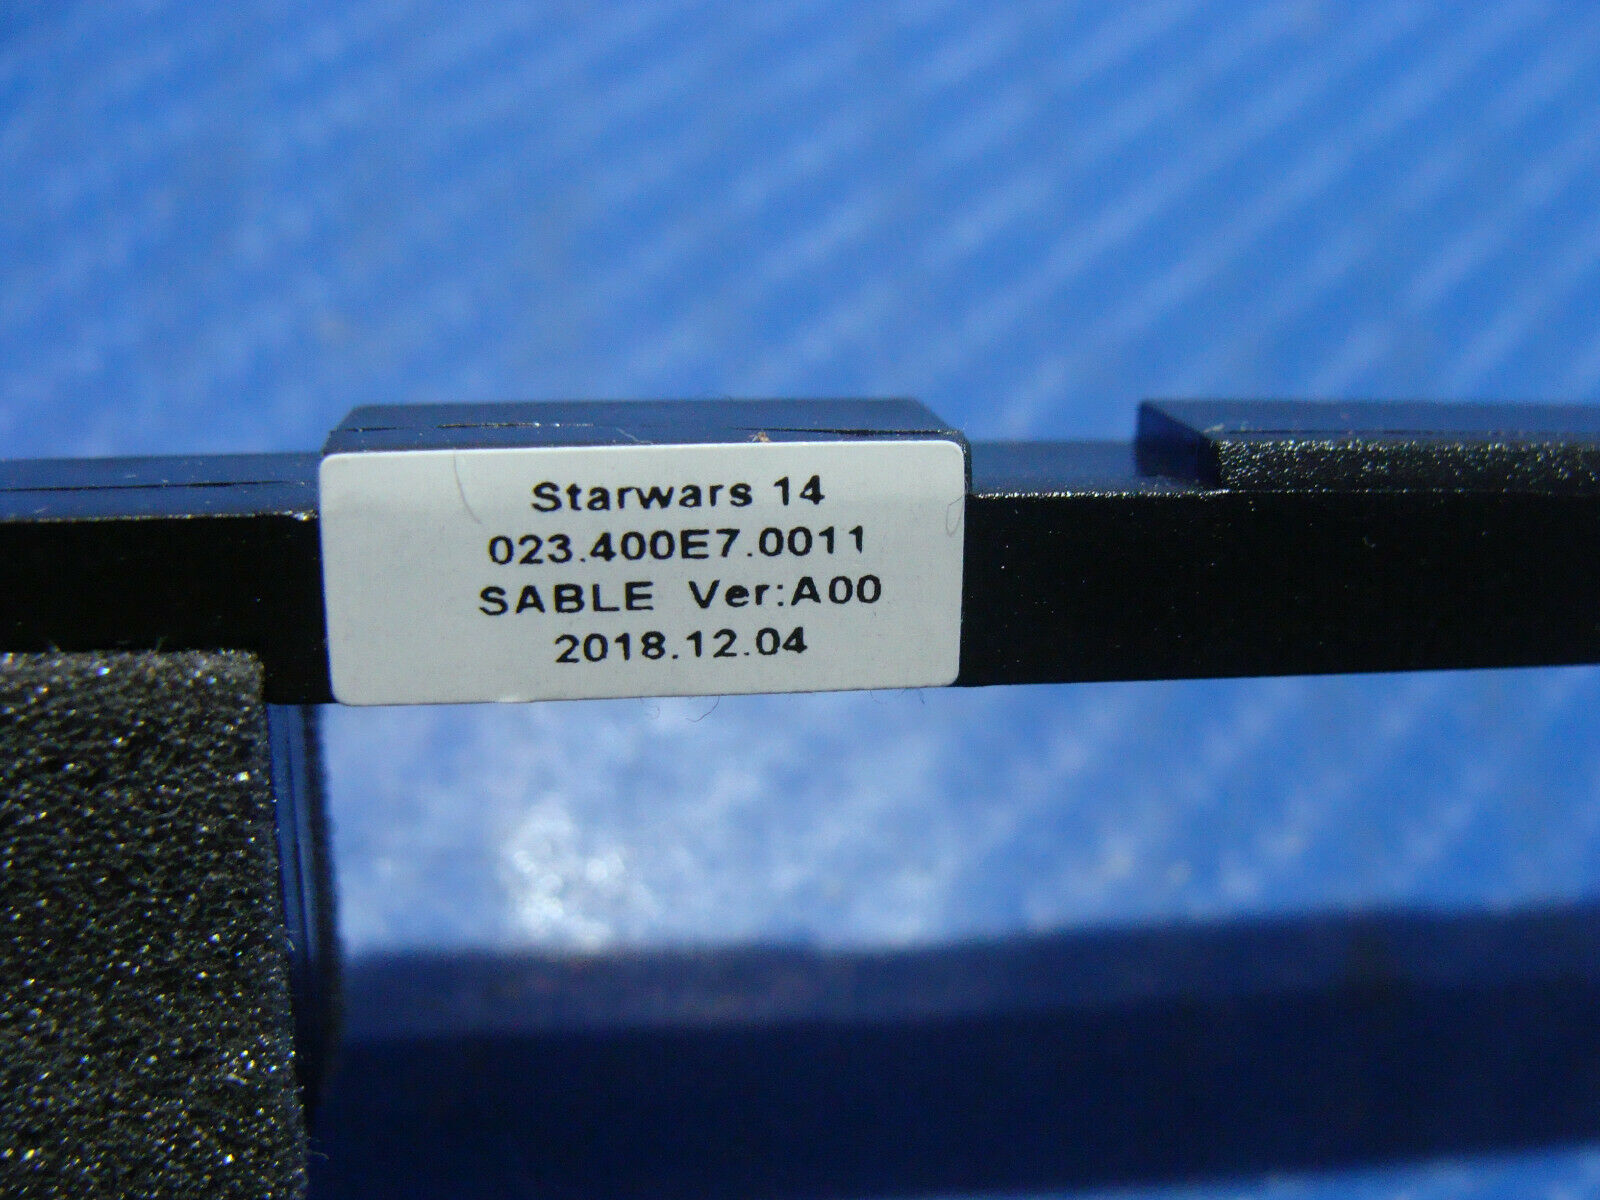 Starwars 14
023.400E7.0011
SABLE Ver:A00
2018.12.04